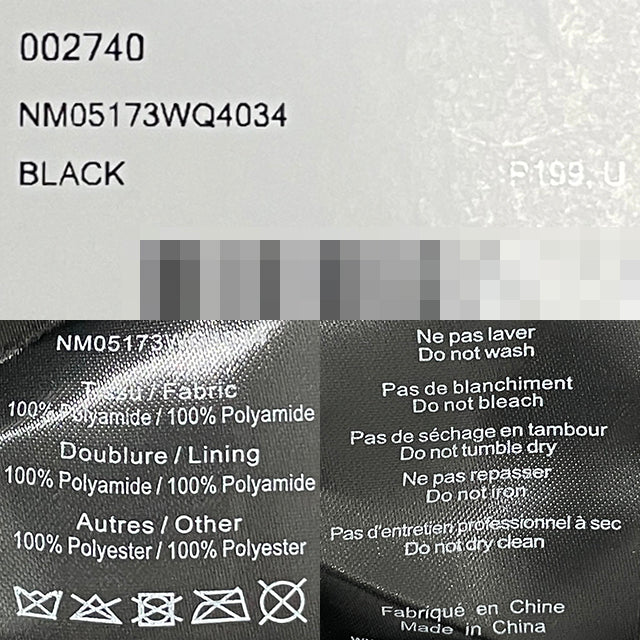 002740
NM05173WQ4034
BLACK
P199. U
NM05173W
Tissu / Fabric
100% Polyamide / 100% Polyamide
Doublure / Lining
100% Polyamide / 100% Polyamide
Autres / Other
100% Polyester / 100% Polyester
Ne pas laver
Do not wash
Pas de blanchiment
Do not bleach
Pas de séchage en tambour
Do not tumble dry
Ne pas repasser
Do not iron
Pas d'entretien professionnel à sec
Do not dry clean
Fabriqué en Chine
Made in China